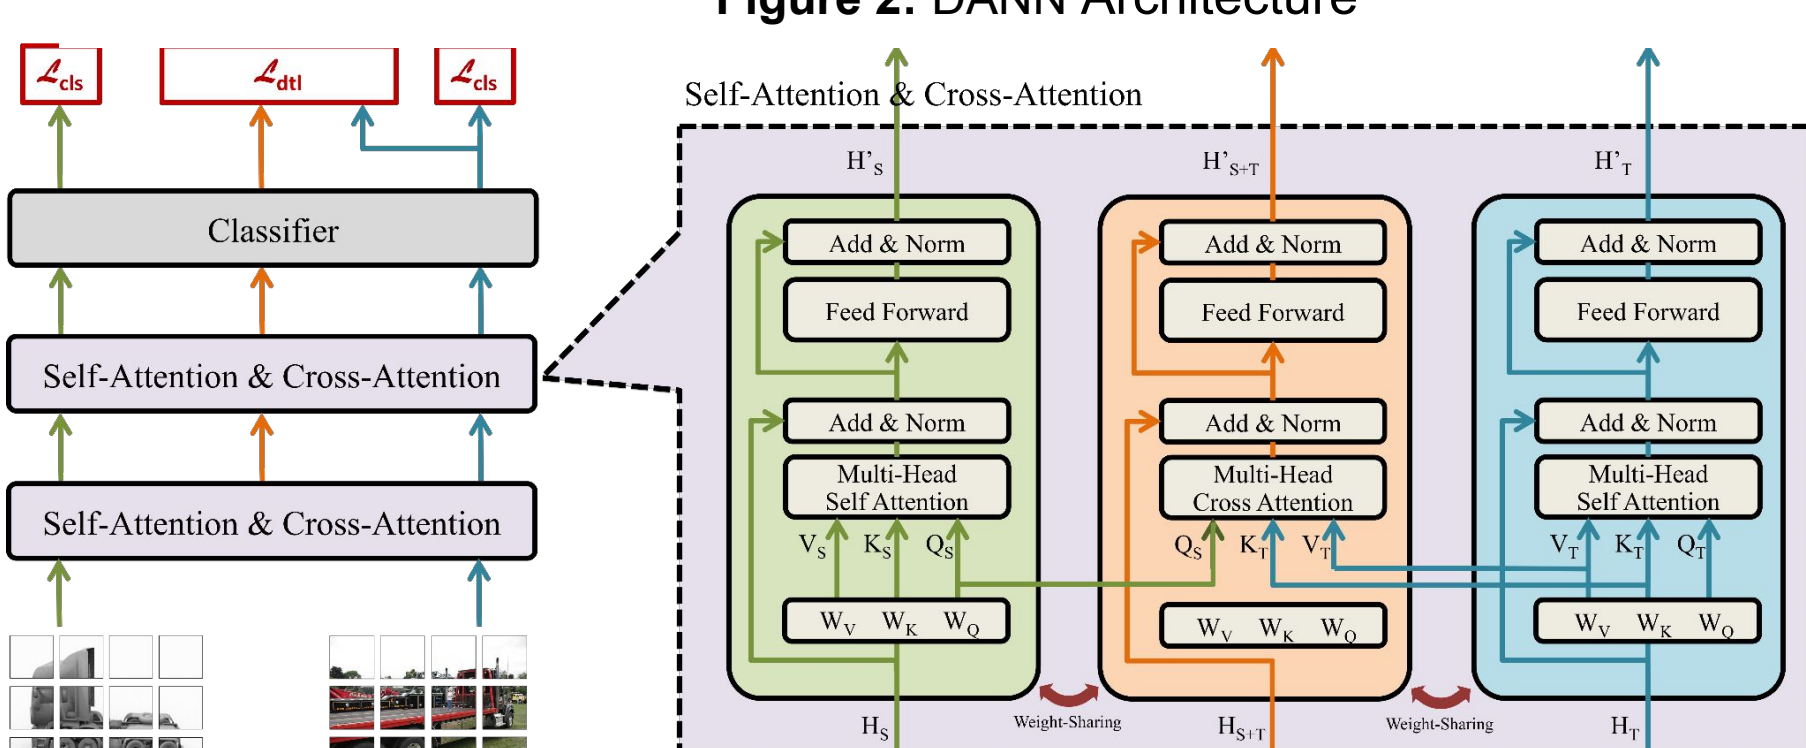 Figure 2. DANN Architecture
ℒcls
ℒdtl
ℒcls
Classifier
Self-Attention & Cross-Attention
Self-Attention & Cross-Attention
Self-Attention & Cross-Attention
H'S
Add & Norm
Feed Forward
Add & Norm
Multi-Head
Self Attention
VS KS QS
WV WK WQ
HS
Weight-Sharing
H'S+T
Add & Norm
Feed Forward
Add & Norm
Multi-Head
Cross Attention
QS KT VT
WV WK WQ
HS+T
Weight-Sharing
H'T
Add & Norm
Feed Forward
Add & Norm
Multi-Head
Self Attention
VT KT QT
WV WK WQ
HT